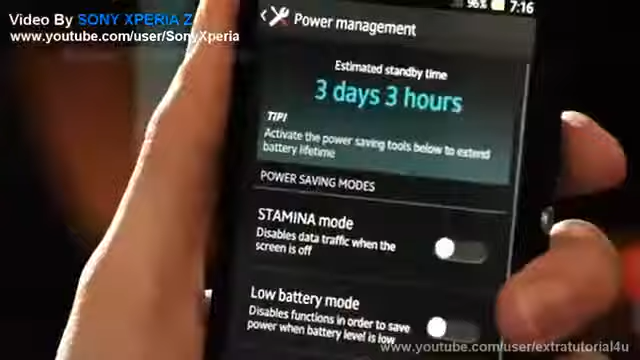 Video By SONY XPERIA Z
www.youtube.com/user/SonyXperia
96% 7:16
Power management
Estimated standby time
3 days 3 hours
TIP!
Activate the power saving tools below to extend
battery lifetime
POWER SAVING MODES
STAMINA mode
Disables data traffic when the
screen is off
Low battery mode
Disables functions in order to save
power when battery level is low
www.youtube.com/user/extratutorial4u